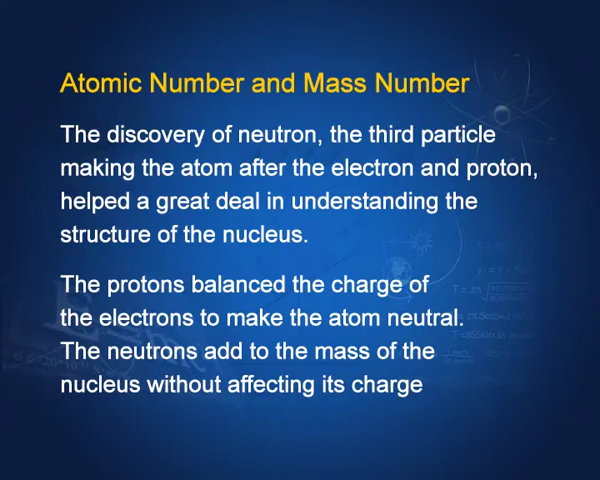 Atomic Number and Mass Number
The discovery of neutron, the third particle
making the atom after the electron and proton,
helped a great deal in understanding the
structure of the nucleus.
The protons balanced the charge of
the electrons to make the atom neutral.
The neutrons add to the mass of the
nucleus without affecting its charge